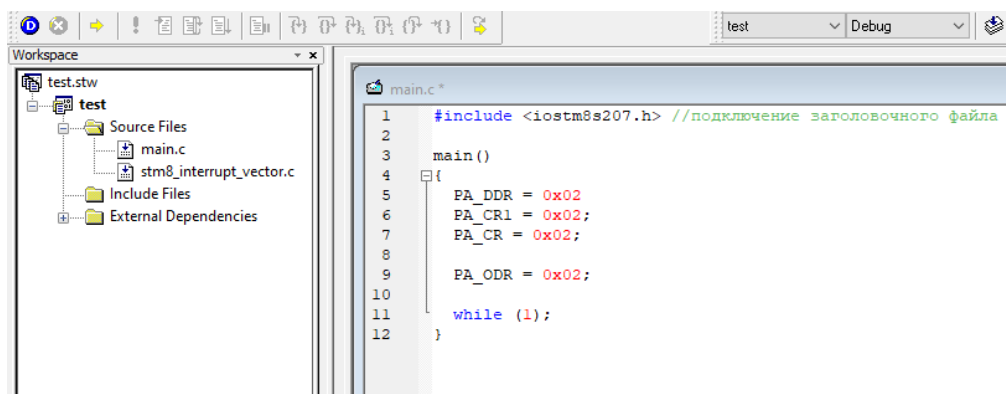 test
Debug
Workspace
test.stw
test
Source Files
main.c
stm8_interrupt_vector.c
Include Files
External Dependencies
main.c *
1 #include <iostm8s207.h> //подключение заголовочного файла
2
3 main()
4 {
5 PA_DDR = 0x02
6 PA_CR1 = 0x02;
7 PA_CR = 0x02;
8
9 PA_ODR = 0x02;
10
11 while (1);
12 }